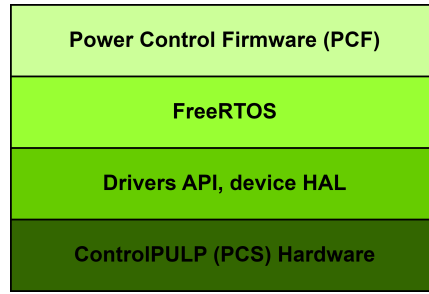 Power Control Firmware (PCF)
FreeRTOS
Drivers API, device HAL
ControlPULP (PCS) Hardware